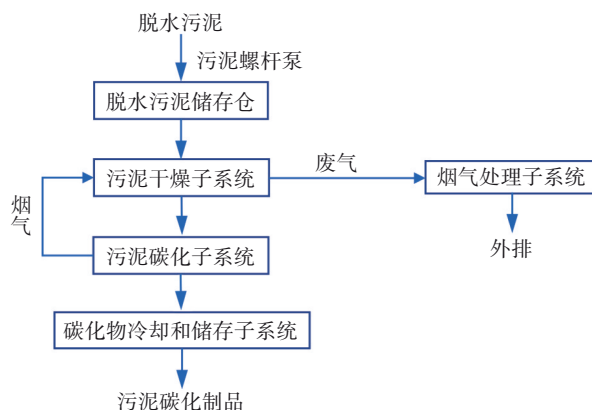 脱水污泥
污泥螺杆泵
脱水污泥储存仓
污泥干燥子系统
废气
烟气处理子系统
烟气
外排
污泥碳化子系统
碳化物冷却和储存子系统
污泥碳化制品